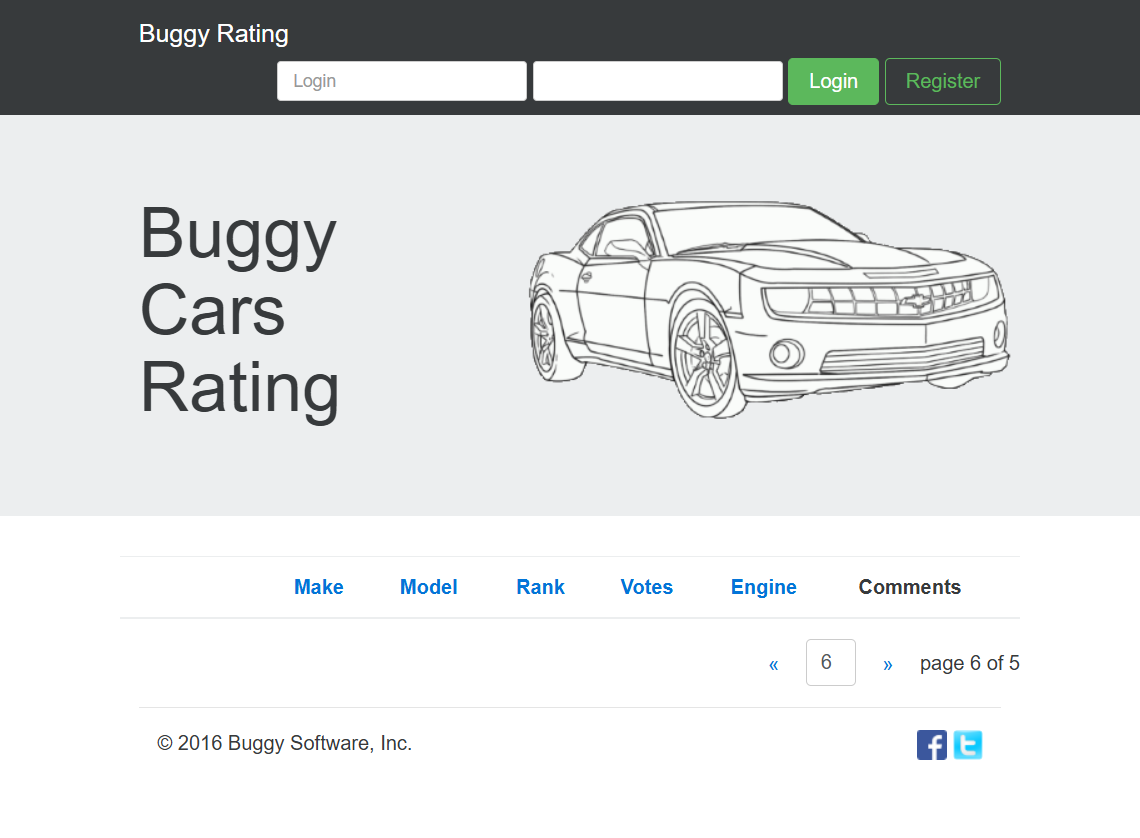 Buggy Rating
Login Login Register
Buggy
Cars
Rating
Make Model Rank Votes Engine Comments
« 6 » page 6 of 5
© 2016 Buggy Software, Inc.